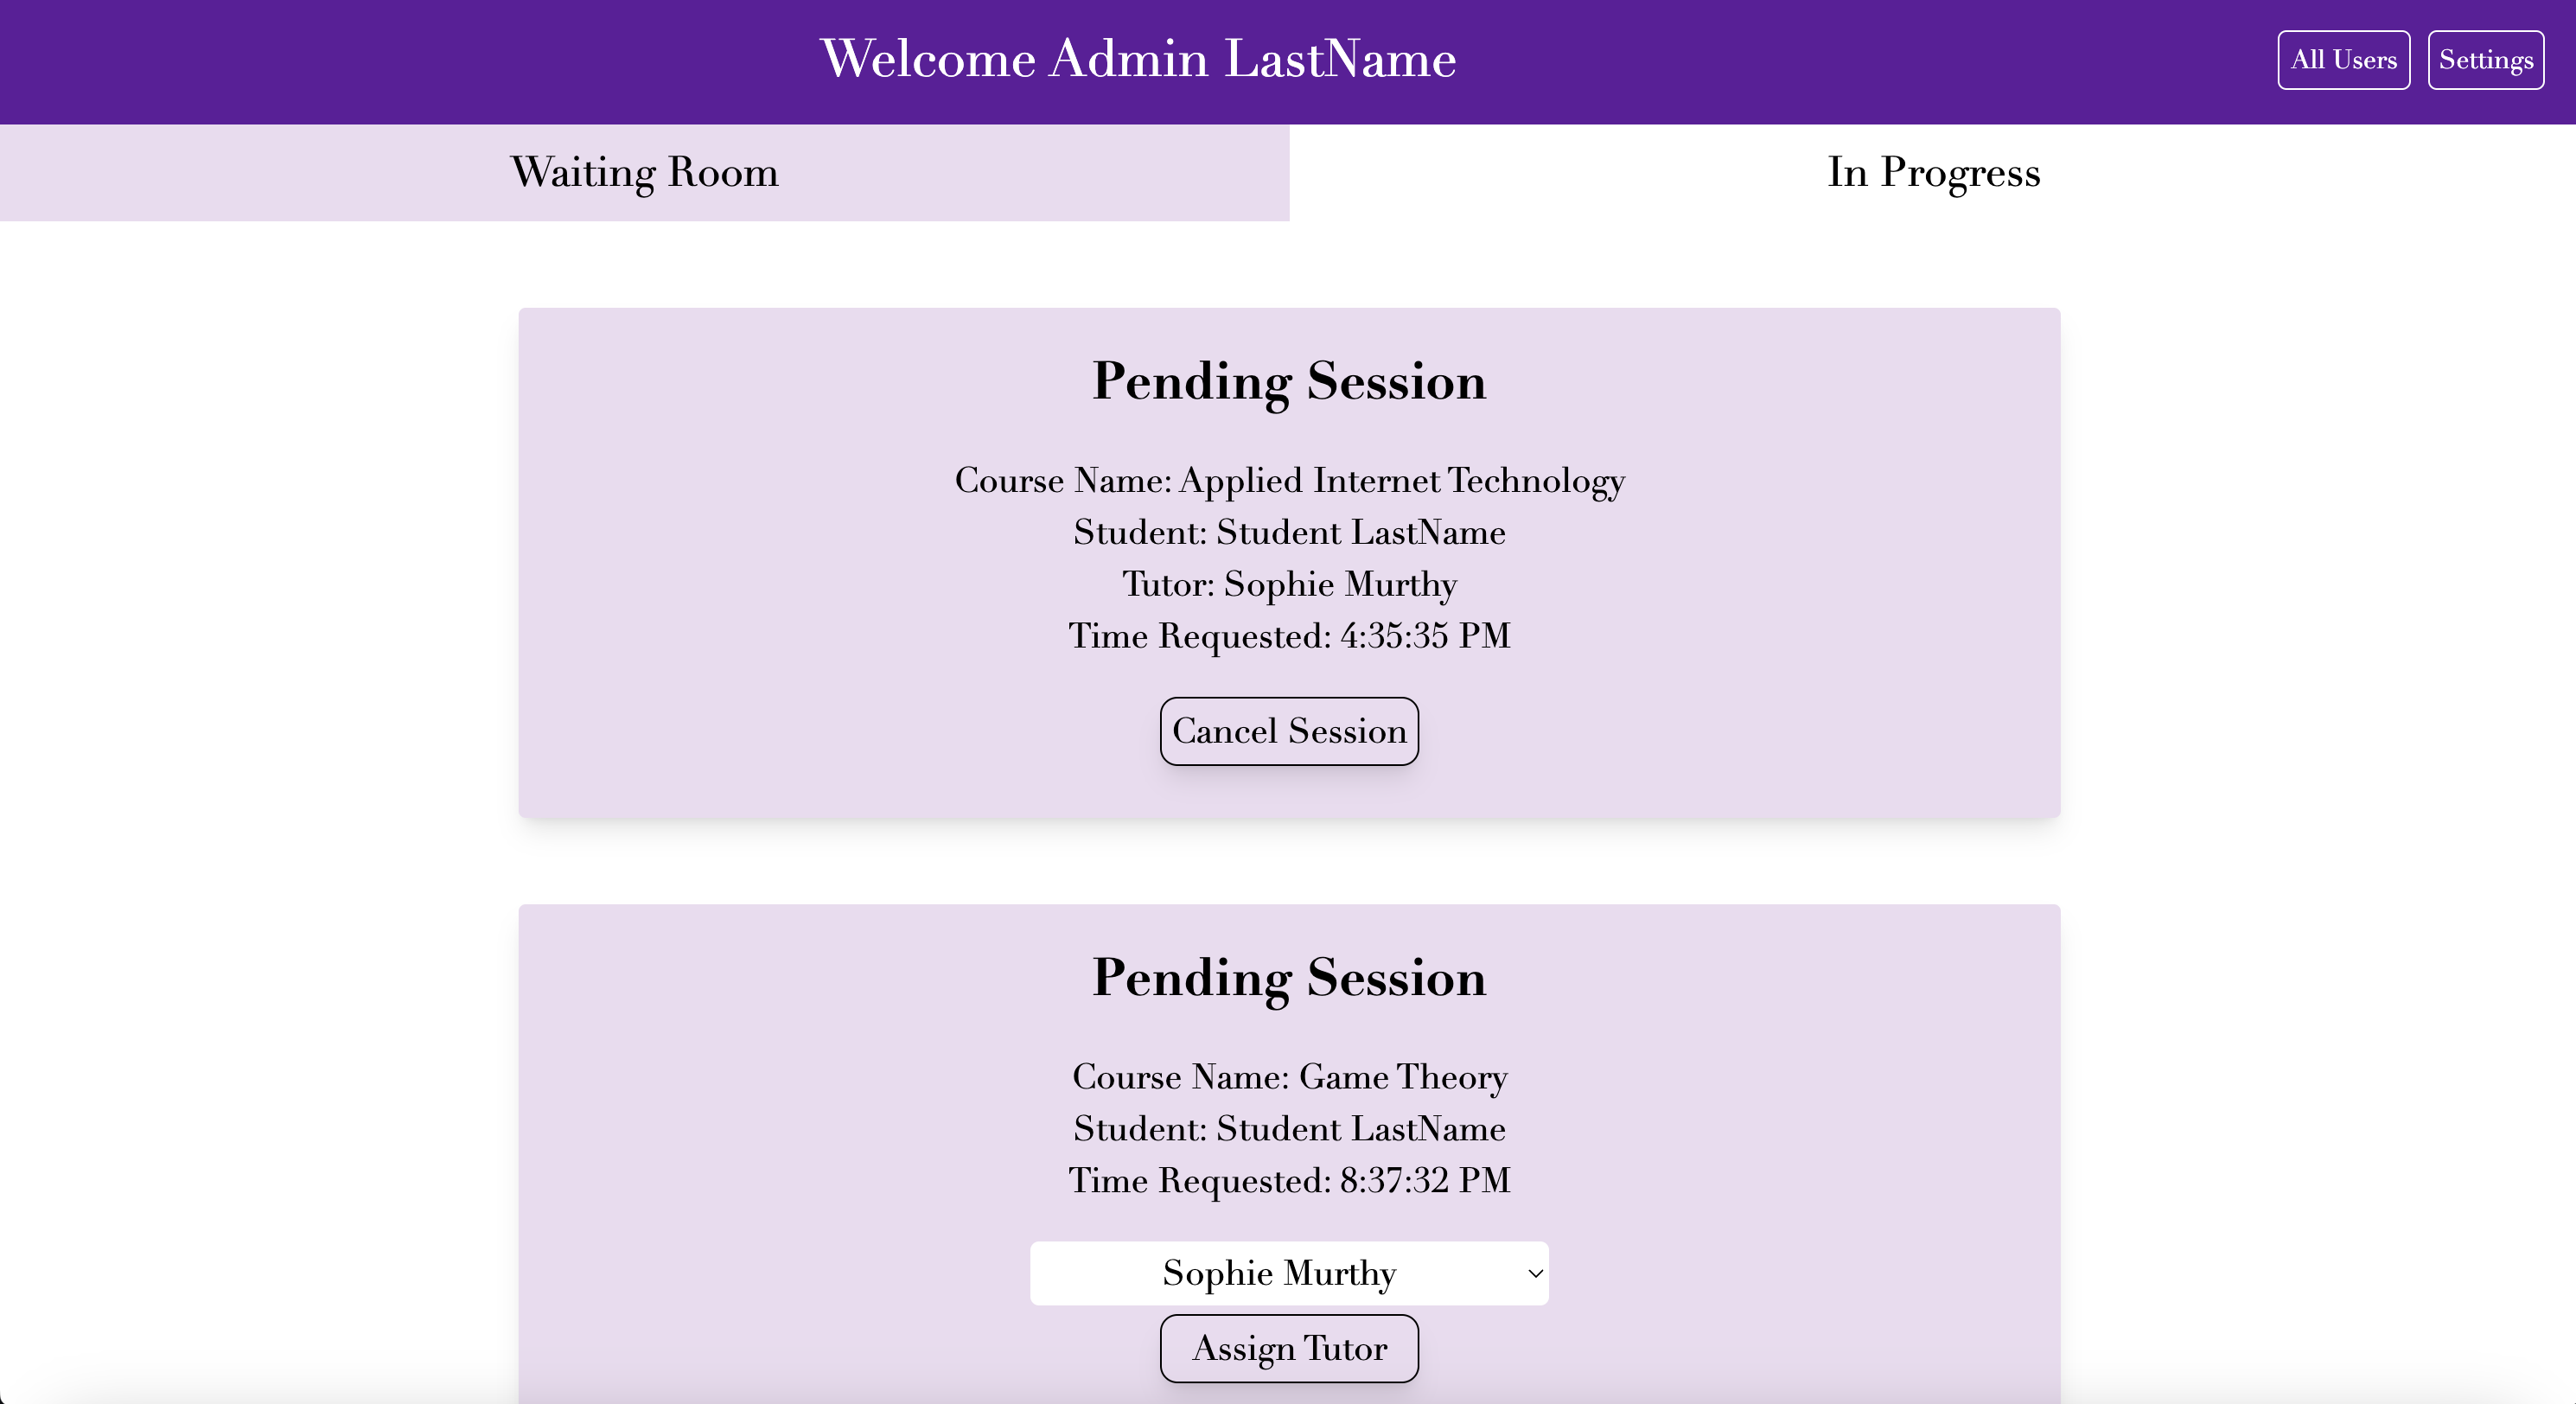 Welcome Admin LastName
All Users
Settings
Waiting Room
In Progress
Pending Session
Course Name: Applied Internet Technology
Student: Student LastName
Tutor: Sophie Murthy
Time Requested: 4:35:35 PM
Cancel Session
Pending Session
Course Name: Game Theory
Student: Student LastName
Time Requested: 8:37:32 PM
Sophie Murthy
Assign Tutor